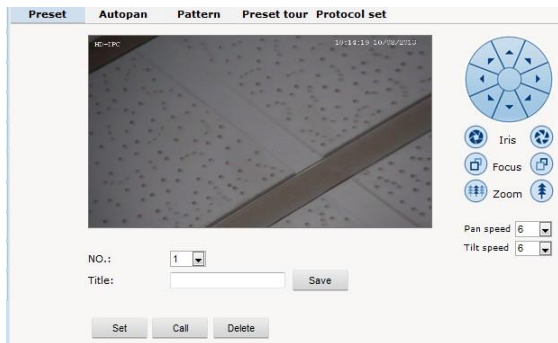 Preset Autopan Pattern Preset tour Protocol set
HD-IPC 10:14:19 10/08/2013
Iris
Focus
Zoom
Pan speed 6
Tilt speed 6
NO.: 1
Title: Save
Set Call Delete